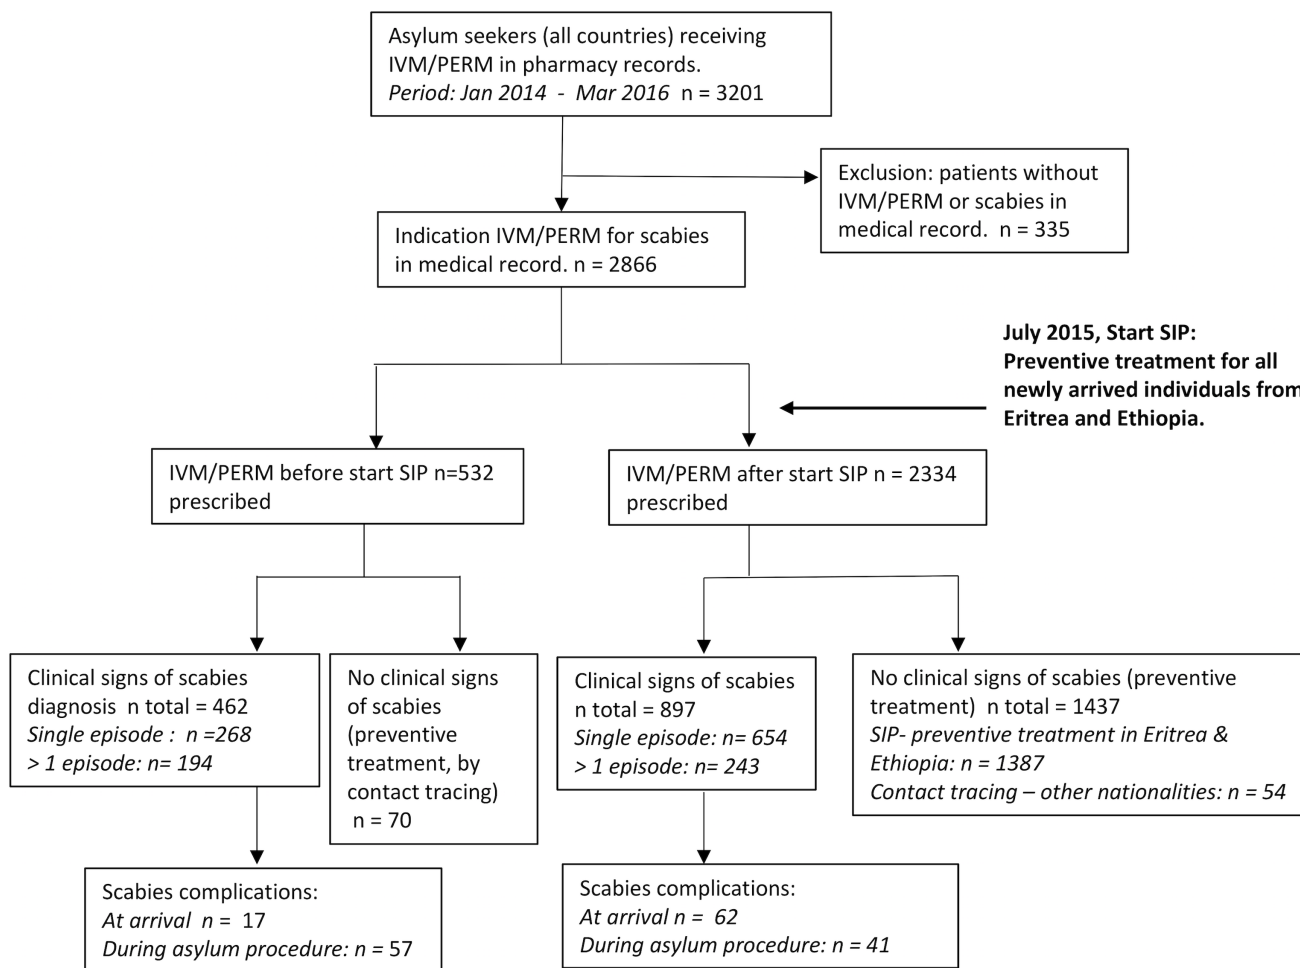 Asylum seekers (all countries) receiving
IVM/PERM in pharmacy records.
Period: Jan 2014 - Mar 2016 n = 3201
Exclusion: patients without
IVM/PERM or scabies in
medical record. n = 335
Indication IVM/PERM for scabies
in medical record. n = 2866
July 2015, Start SIP:
Preventive treatment for all
newly arrived individuals from
Eritrea and Ethiopia.
IVM/PERM before start SIP n=532
prescribed
IVM/PERM after start SIP n = 2334
prescribed
Clinical signs of scabies
diagnosis n total = 462
Single episode : n =268
> 1 episode: n= 194
No clinical signs
of scabies
(preventive
treatment, by
contact tracing)
n = 70
Clinical signs of scabies
n total = 897
Single episode: n= 654
> 1 episode: n= 243
No clinical signs of scabies (preventive
treatment) n total = 1437
SIP- preventive treatment in Eritrea &
Ethiopia: n = 1387
Contact tracing – other nationalities: n = 54
Scabies complications:
At arrival n = 17
During asylum procedure: n = 57
Scabies complications:
At arrival n = 62
During asylum procedure: n = 41